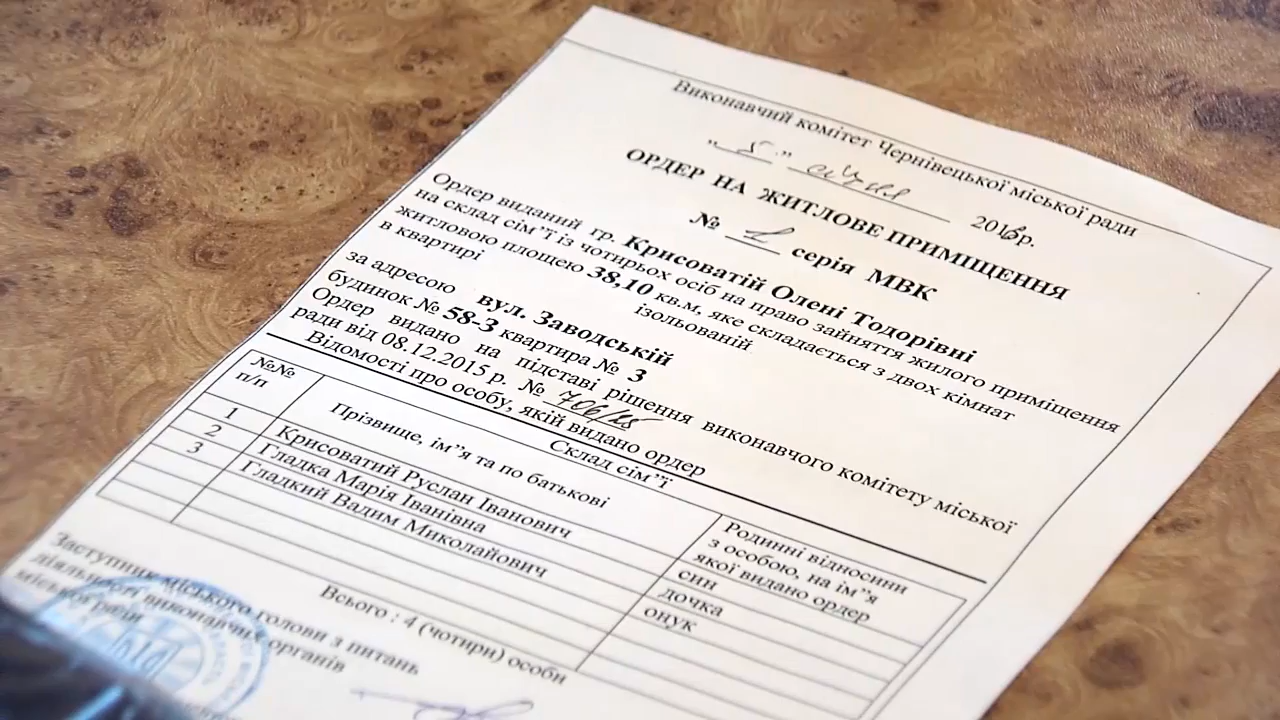 Виконавчий комітет Чернівецької міської ради
"5" січня 2016р.
ОРДЕР НА ЖИТЛОВЕ ПРИМІЩЕННЯ
№ 1 серія МВК
Ордер виданий гр. Крисоватій Олені Тодорівні
на склад сім"ї із чотирьох осіб на право зайняття жилого приміщення
житловою площею 38,10 кв.м, яке складається з двох кімнат
в квартирі ізольованій
за адресою вул. Заводській
будинок № 58-З квартира № 3
Ордер видано на підставі рішення виконавчого комітету міської
ради від 08.12.2015 р. № 706/
Відомості про особу, якій видано ордер
Склад сім"ї
№№ п/п Прізвище, ім"я та по батькові Родинні відносини з особою, на ім"я якої видано ордер
1 Крисоватий Руслан Іванович син
2 Гладка Марія Іванівна дочка
3 Гладкий Вадим Миколайович онук
Всього : 4 (чотири) особи
Заступник міського голови з питань
діяльності виконавчих органів
міської ради